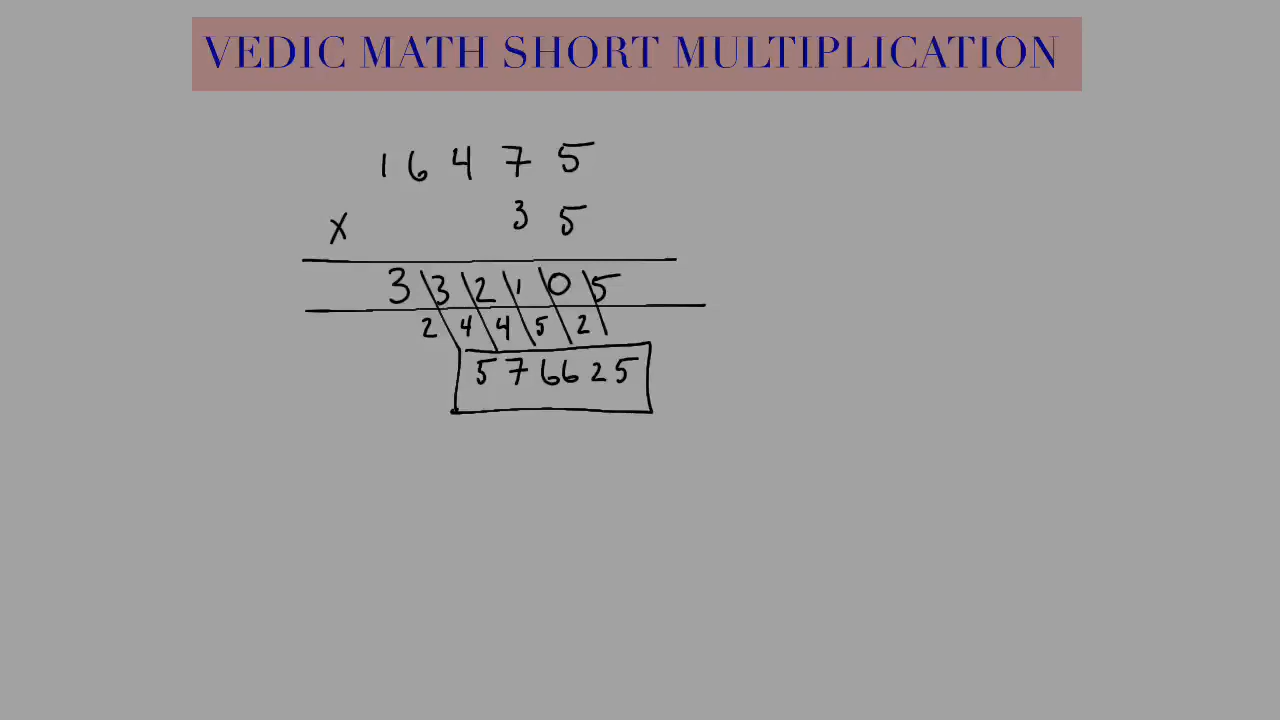 VEDIC MATH SHORT MULTIPLICATION
1 6 4 7 5
x 3 5
3 / 3 / 2 / 1 / 0 / 5
2 4 4 5 2
5 7 6 6 2 5